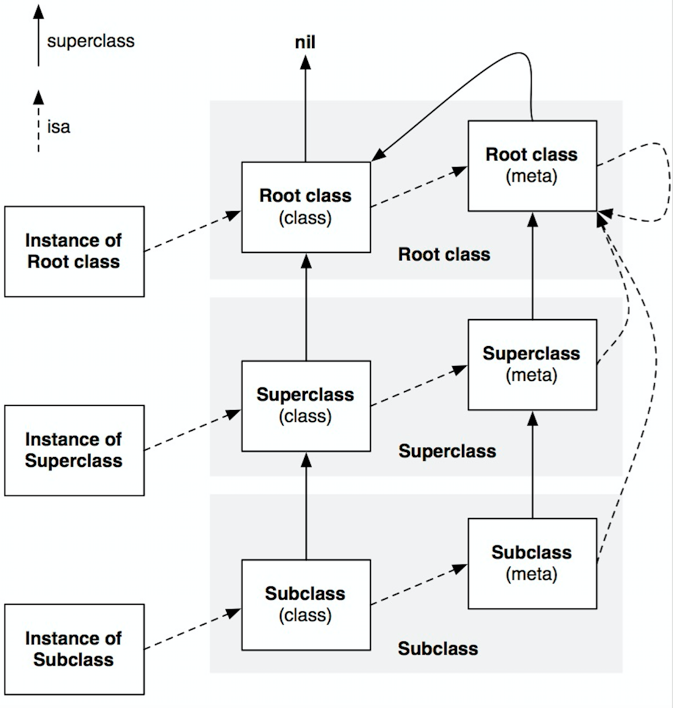 superclass
isa
nil
Root class
(meta)
Root class
(class)
Root class
Instance of
Root class
Superclass
(meta)
Superclass
(class)
Superclass
Instance of
Superclass
Subclass
(meta)
Subclass
(class)
Subclass
Instance of
Subclass